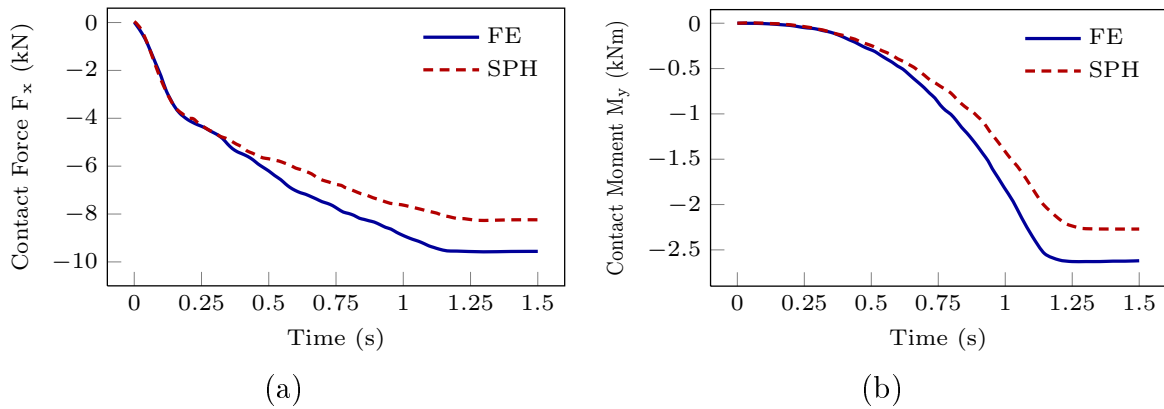 0
−2
−4
−6
−8
−10
Contact Force Fₓ (kN)
FE
SPH
0 0.25 0.5 0.75 1 1.25 1.5
Time (s)
(a)
0
−0.5
−1
−1.5
−2
−2.5
Contact Moment M_y (kNm)
FE
SPH
0 0.25 0.5 0.75 1 1.25 1.5
Time (s)
(b)